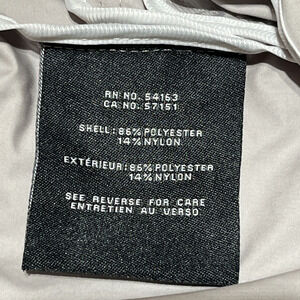 RN NO. 54163
CA NO. 57151
SHELL: 86% POLYESTER
14% NYLON
EXTÉRIEUR: 86% POLYESTER
14% NYLON
SEE REVERSE FOR CARE
ENTRETIEN AU VERSO